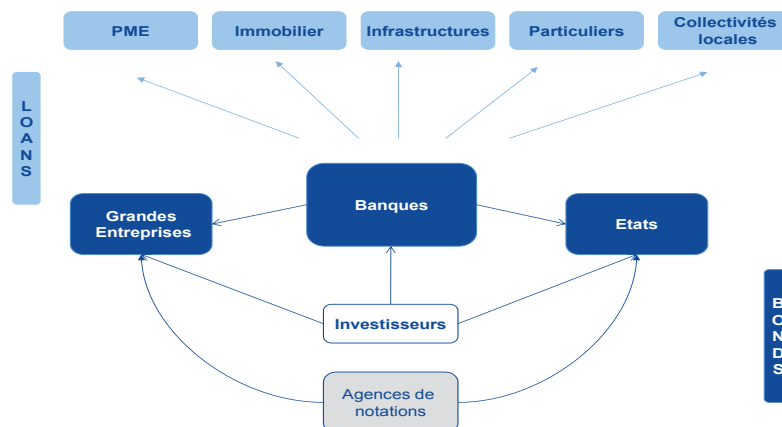 PME
Immobilier
Infrastructures
Particuliers
Collectivités
locales
L
O
A
N
S
Banques
Grandes
Entreprises
Etats
Investisseurs
B
O
N
D
S
Agences de
notations